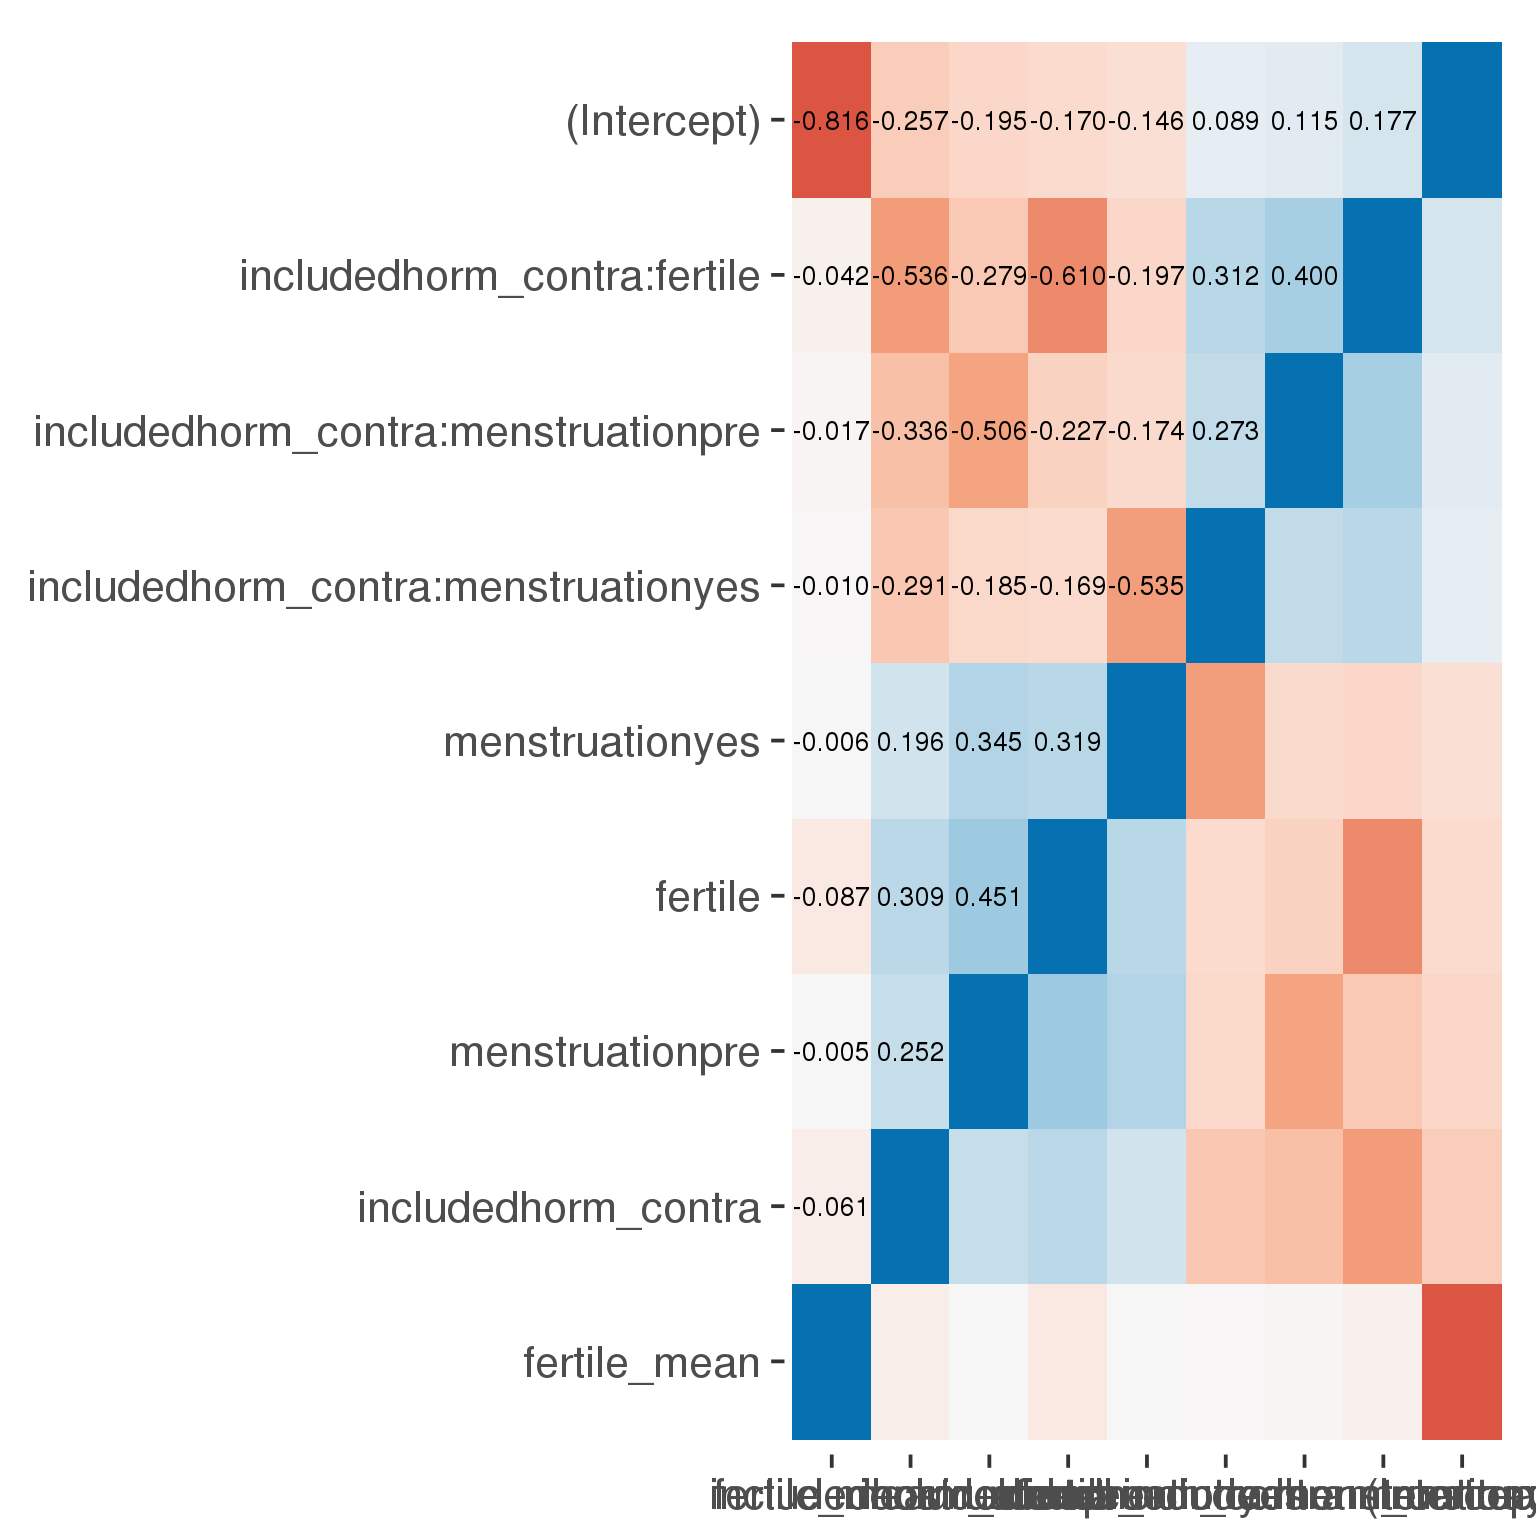 (Intercept) -0.816 -0.257 -0.195 -0.170 -0.146 0.089 0.115 0.177
includedhorm_contra:fertile -0.042 -0.536 -0.279 -0.610 -0.197 0.312 0.400
includedhorm_contra:menstruationpre -0.017 -0.336 -0.506 -0.227 -0.174 0.273
includedhorm_contra:menstruationyes -0.010 -0.291 -0.185 -0.169 -0.535
menstruationyes -0.006 0.196 0.345 0.319
fertile -0.087 0.309 0.451
menstruationpre -0.005 0.252
includedhorm_contra -0.061
fertile_mean